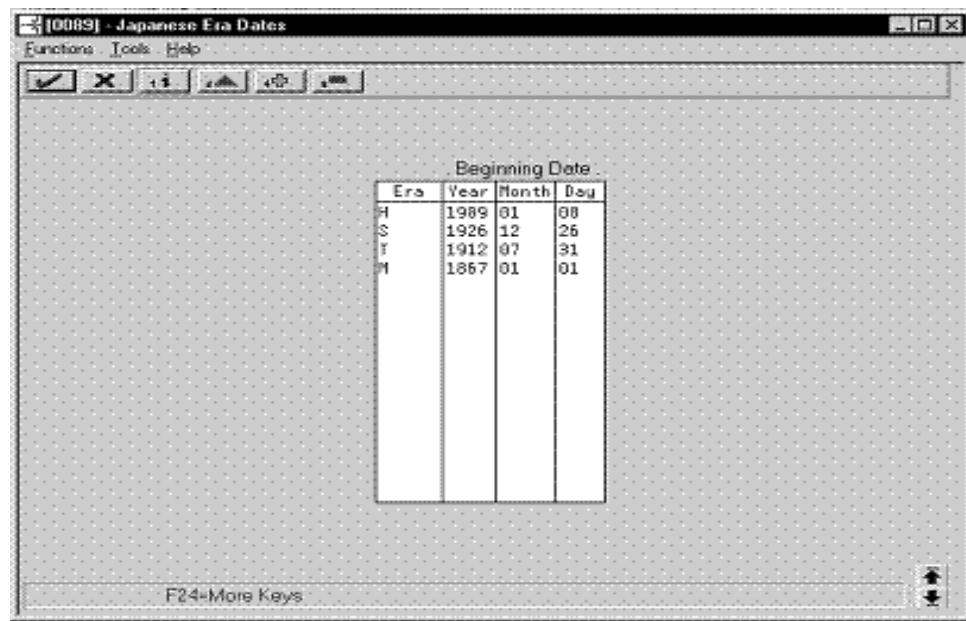 [0089] - Japanese Era Dates
Functions Tools Help
. Beginning Date .
Era Year Month Day
H 1989 01 08
S 1926 12 26
T 1912 07 31
M 1867 01 01
F24=More Keys